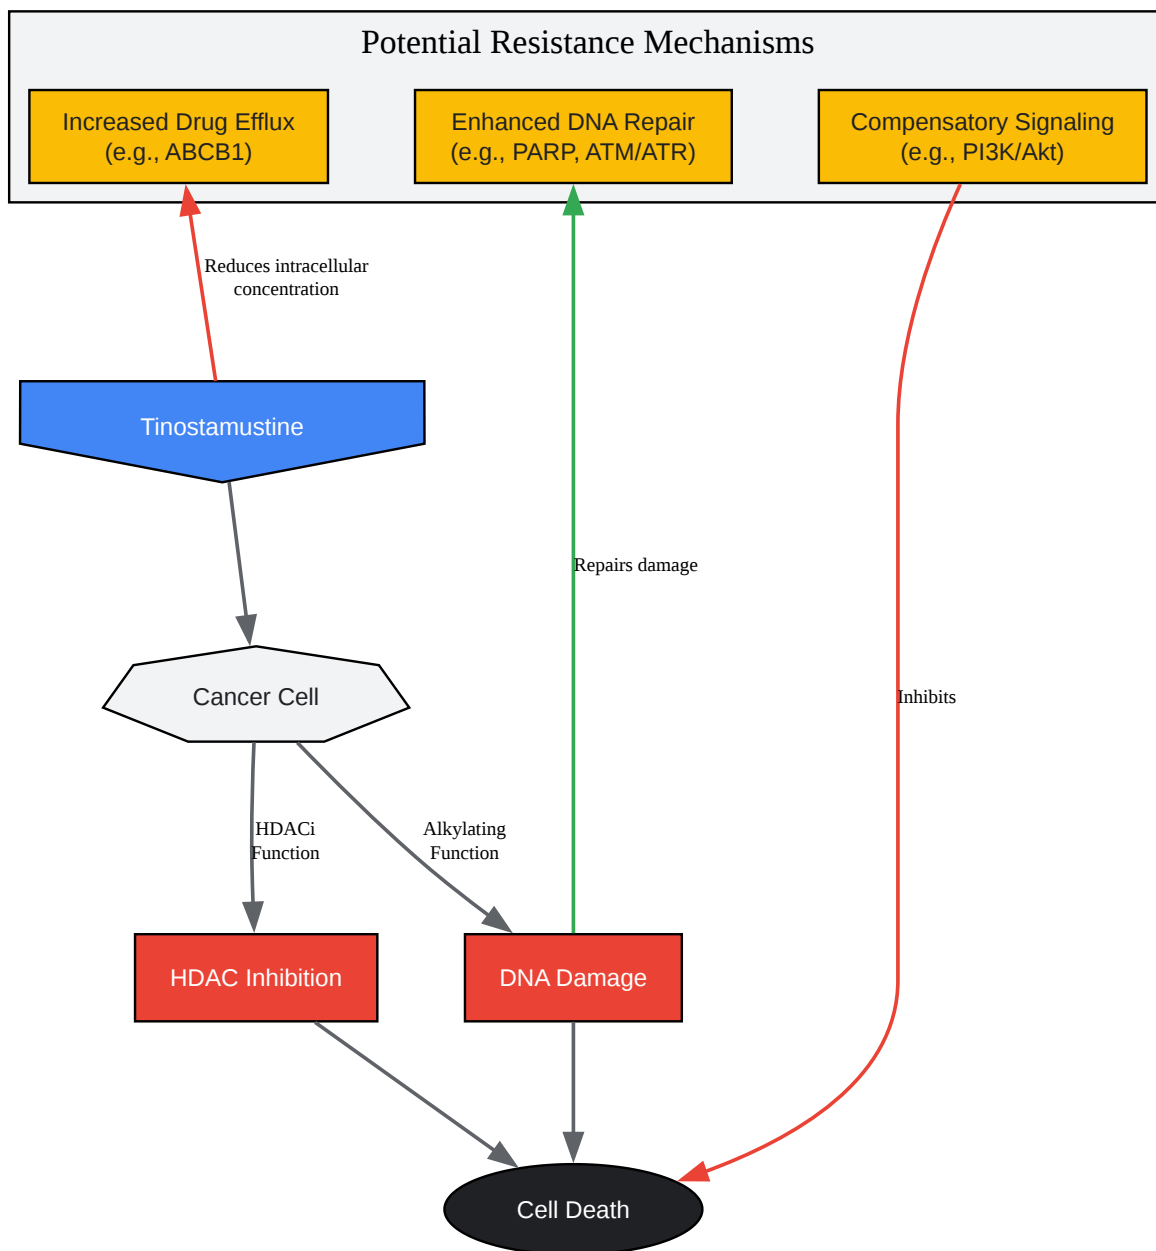 Potential Resistance Mechanisms
Increased Drug Efflux
(e.g., ABCB1)
Enhanced DNA Repair
(e.g., PARP, ATM/ATR)
Compensatory Signaling
(e.g., PI3K/Akt)
Reduces intracellular
concentration
Tinostamustine
Repairs damage
Cancer Cell
Inhibits
HDACi
Function
Alkylating
Function
HDAC Inhibition
DNA Damage
Cell Death